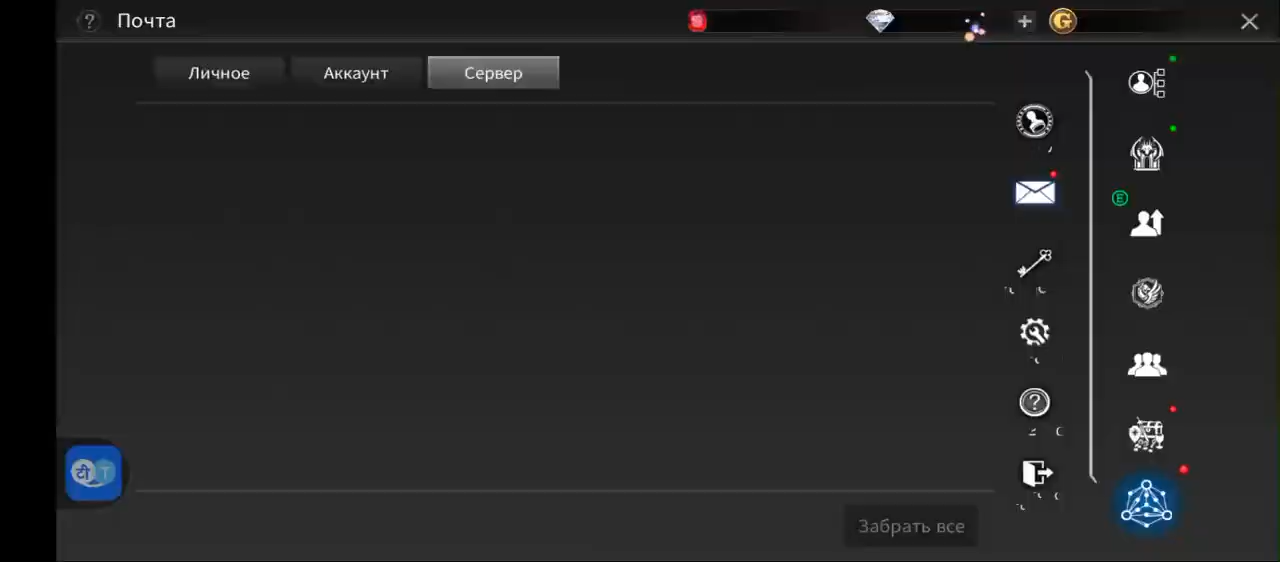 ? Почта
Личное Аккаунт Сервер
E
?
टी T
Забрать все